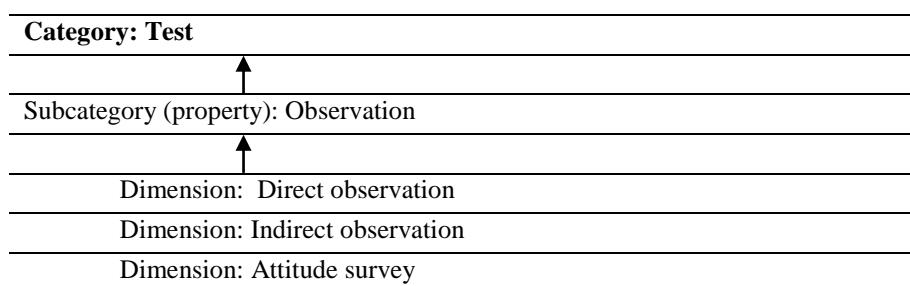 Category: Test
Subcategory (property): Observation
Dimension: Direct observation
Dimension: Indirect observation
Dimension: Attitude survey